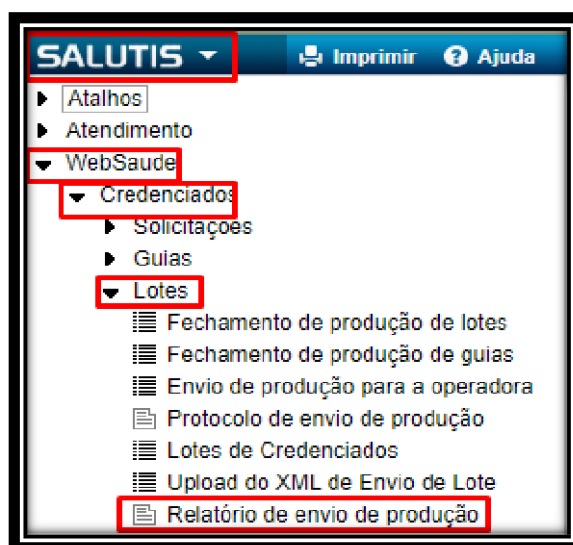 SALUTIS Imprimir Ajuda
Atalhos
Atendimento
WebSaude
Credenciados
Solicitações
Guias
Lotes
Fechamento de produção de lotes
Fechamento de produção de guias
Envio de produção para a operadora
Protocolo de envio de produção
Lotes de Credenciados
Upload do XML de Envio de Lote
Relatório de envio de produção